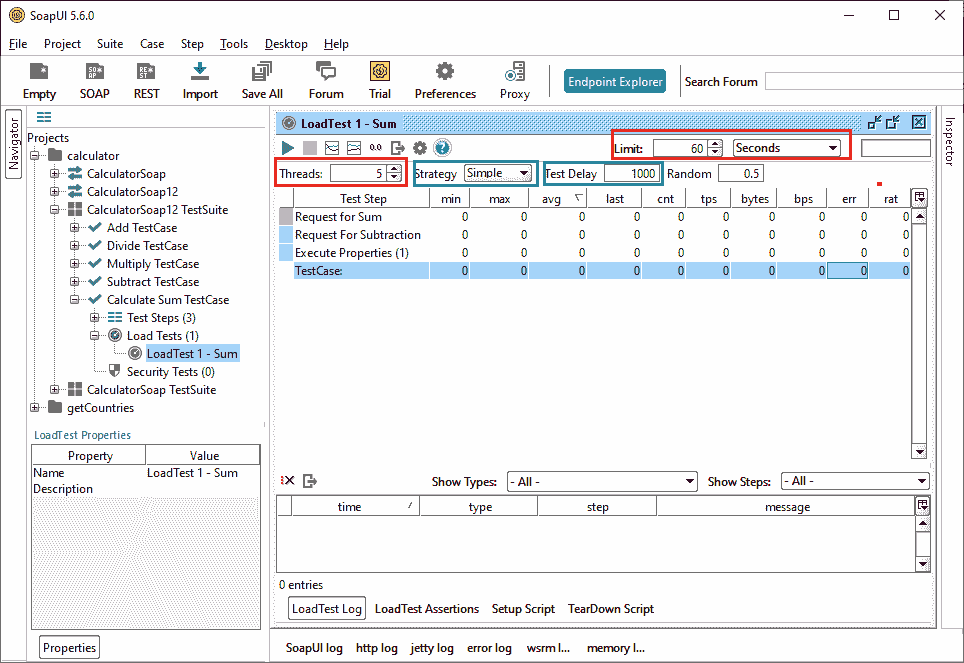 SoapUI 5.6.0
File Project Suite Case Step Tools Desktop Help
Empty SOAP REST Import Save All Forum Trial Preferences Proxy Endpoint Explorer Search Forum
Navigator
Projects
calculator
CalculatorSoap
CalculatorSoap12
CalculatorSoap12 TestSuite
Add TestCase
Divide TestCase
Multiply TestCase
Subtract TestCase
Calculate Sum TestCase
Test Steps (3)
Load Tests (1)
LoadTest 1 - Sum
Security Tests (0)
CalculatorSoap TestSuite
getCountries
LoadTest Properties
Property Value
Name LoadTest 1 - Sum
Description
Properties
LoadTest 1 - Sum
0.0 Limit: 60 Seconds
Threads: 5 Strategy Simple Test Delay 1000 Random 0.5
Test Step min max avg last cnt tps bytes bps err rat
Request for Sum 0 0 0 0 0 0 0 0 0 0
Request For Subtraction 0 0 0 0 0 0 0 0 0 0
Execute Properties (1) 0 0 0 0 0 0 0 0 0 0
TestCase: 0 0 0 0 0 0 0 0 0 0
Show Types: - All - Show Steps: - All -
time type step message
0 entries
LoadTest Log LoadTest Assertions Setup Script TearDown Script
SoapUI log http log jetty log error log wsrm l... memory l...
Inspector